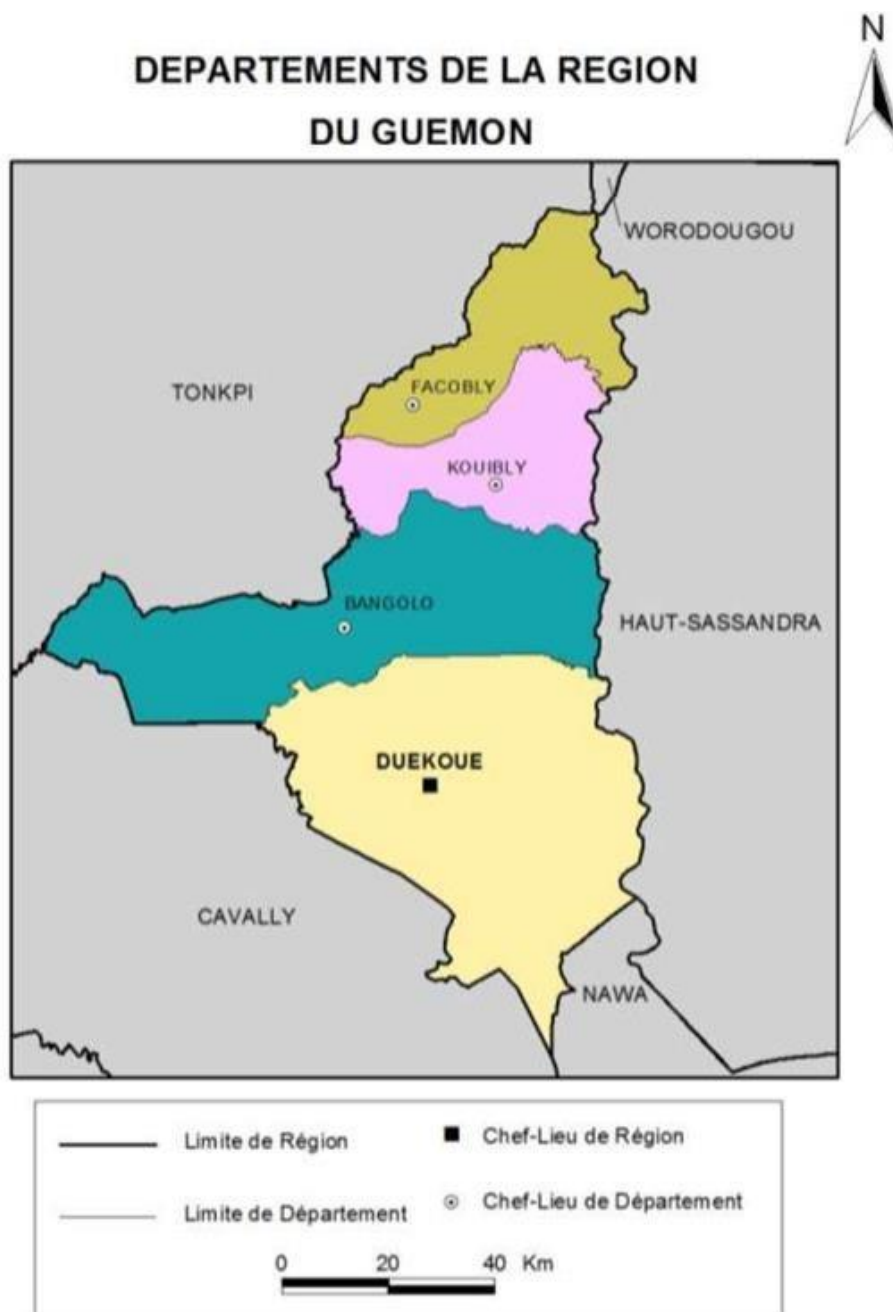 N
DEPARTEMENTS DE LA REGION
DU GUEMON
WORODOUGOU
TONKPI
FACOBLY
KOUIBLY
BANGOLO
HAUT-SASSANDRA
DUEKOUE
CAVALLY
NAWA
Limite de Région
Chef-Lieu de Région
Limite de Département
Chef-Lieu de Département
0 20 40 Km